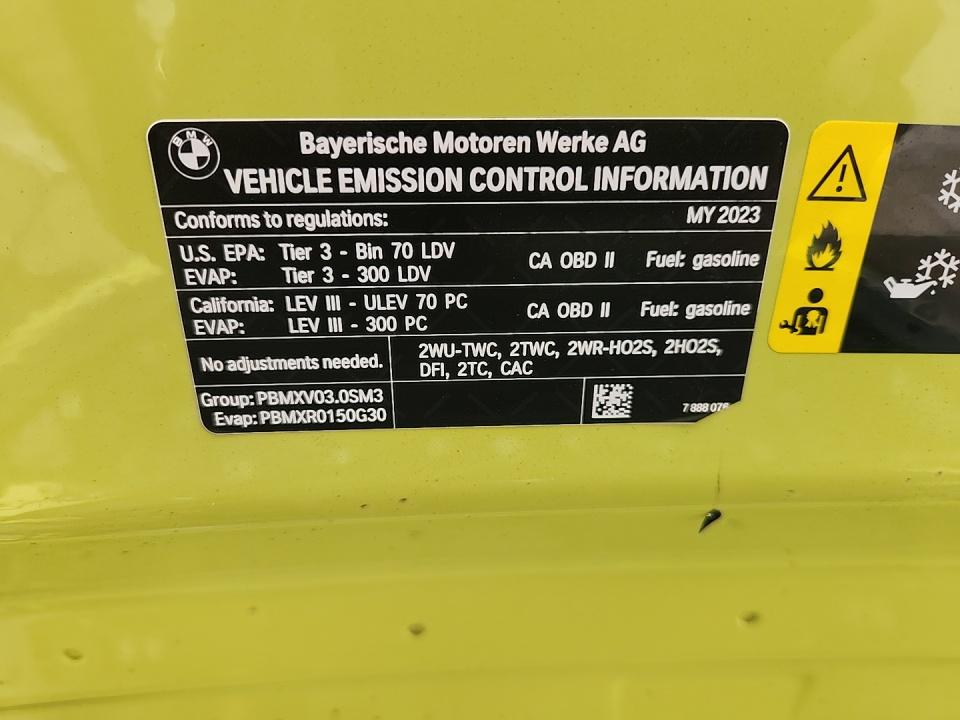 BMW
Bayerische Motoren Werke AG
VEHICLE EMISSION CONTROL INFORMATION
Conforms to regulations: MY 2023
U.S. EPA: Tier 3 - Bin 70 LDV CA OBD II Fuel: gasoline
EVAP: Tier 3 - 300 LDV
California: LEV III - ULEV 70 PC CA OBD II Fuel: gasoline
EVAP: LEV III - 300 PC
No adjustments needed.
2WU-TWC, 2TWC, 2WR-HO2S, 2HO2S,
DFI, 2TC, CAC
Group: PBMXV03.0SM3
Evap: PBMXR0150G30
7 888 076